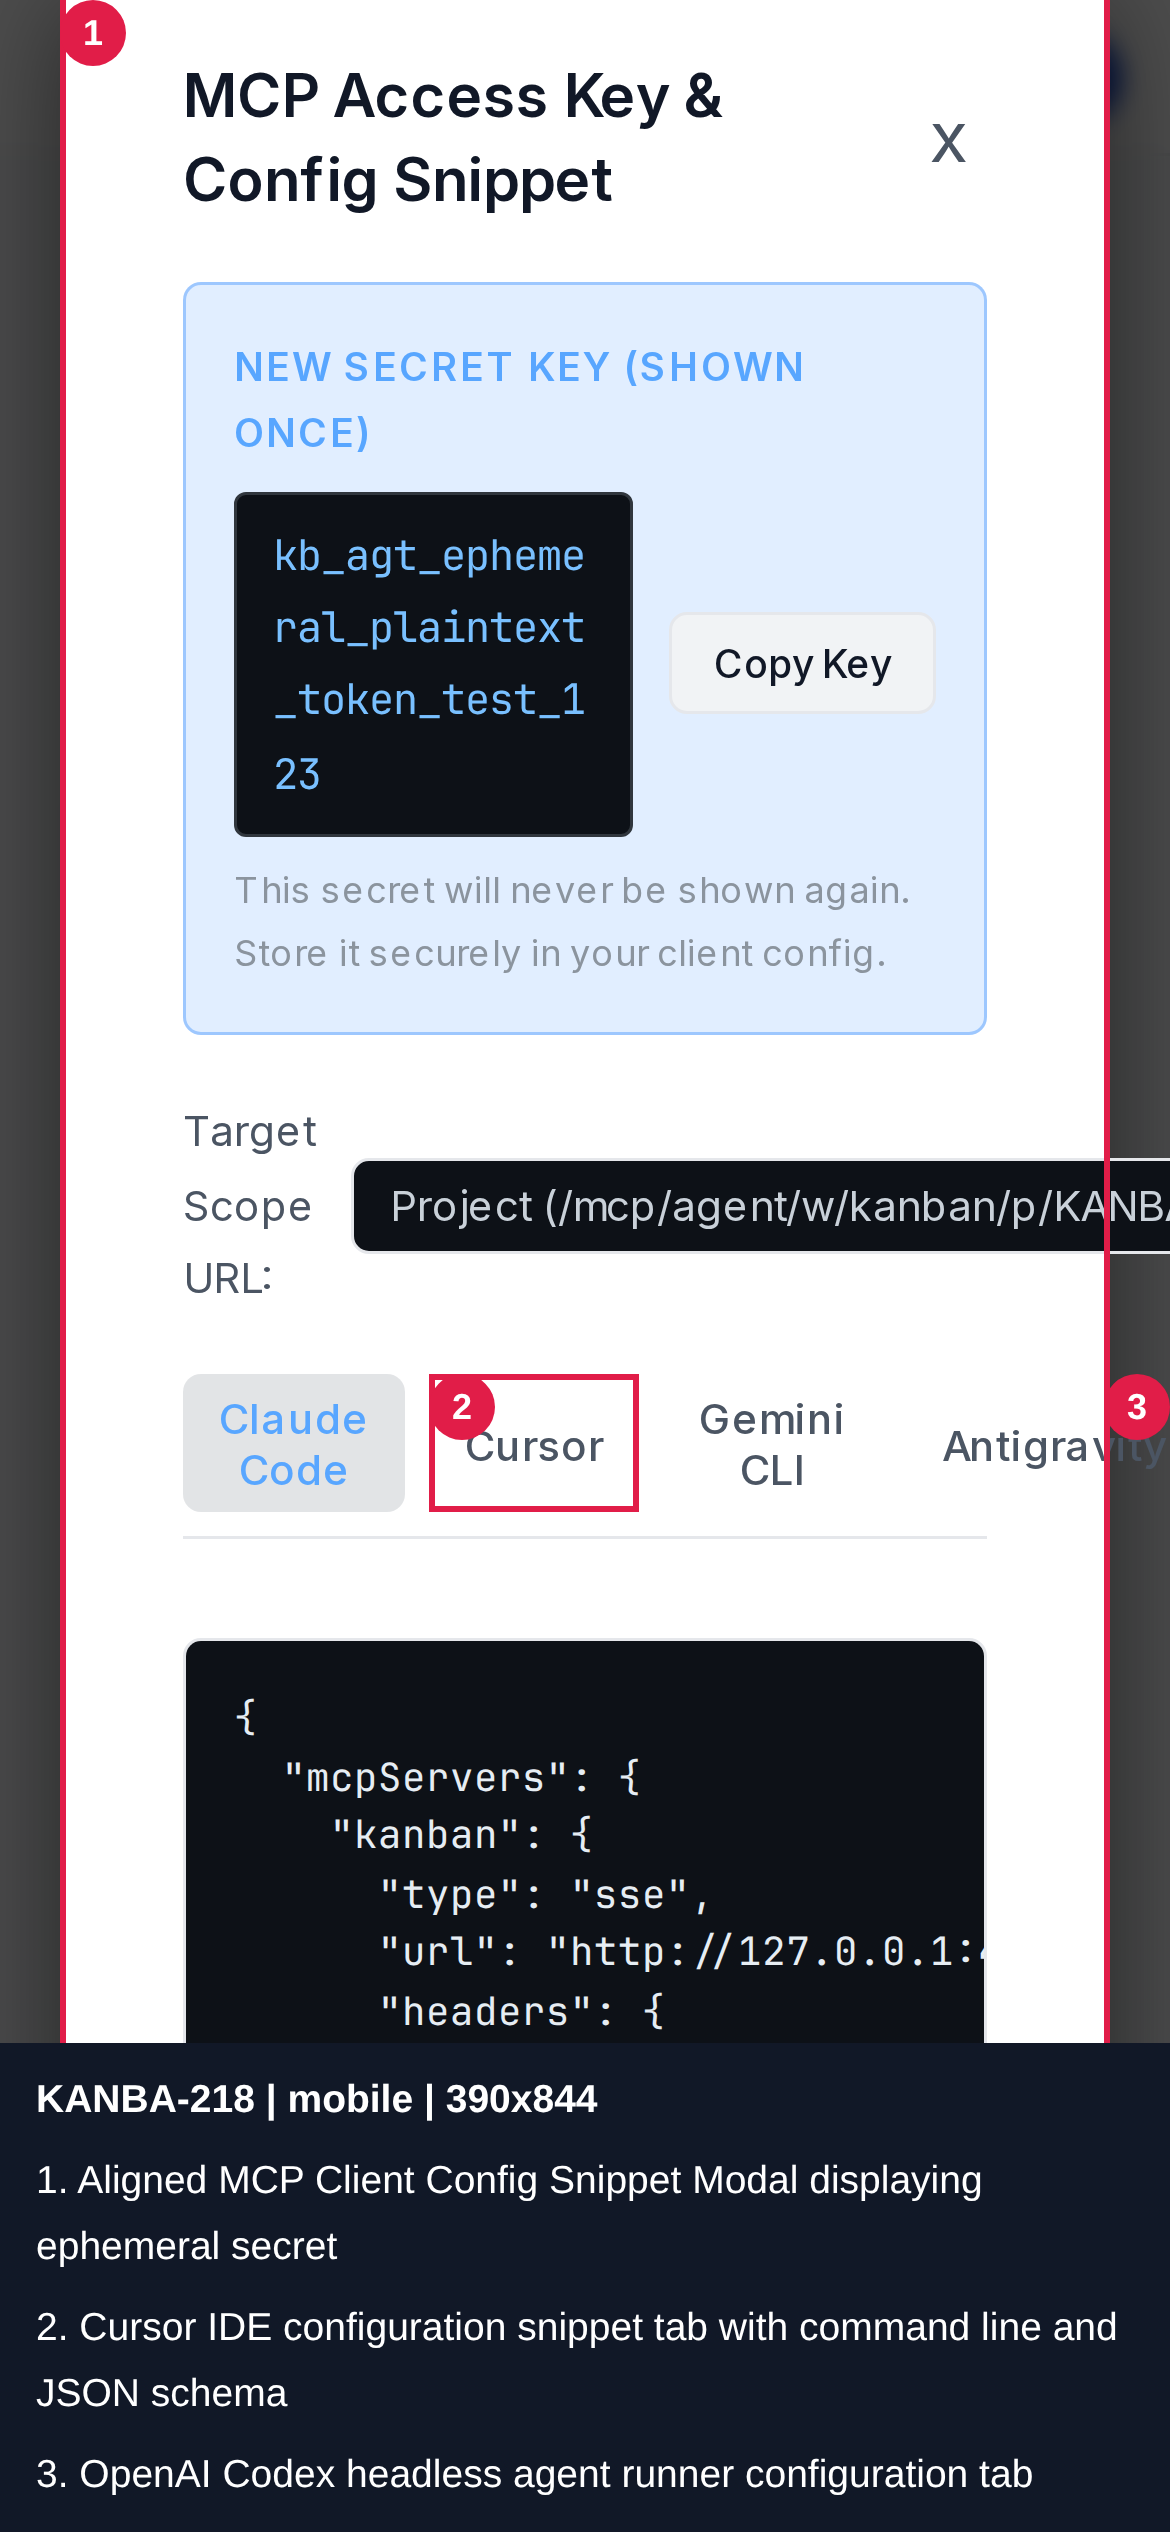 1
MCP Access Key &
Config Snippet
X
NEW SECRET KEY (SHOWN
ONCE)
kb_agt_epheme
ral_plaintext
_token_test_1
23
Copy Key
This secret will never be shown again.
Store it securely in your client config.
Target
Scope
URL:
Project (/mcp/agent/w/kanban/p/KANBA
Claude
Code
2
Cursor
Gemini
CLI
3
Antigravity
{
"mcpServers": {
"kanban": {
"type": "sse",
"url": "http://127.0.0.1:
"headers": {
KANBA-218 | mobile | 390x844
1. Aligned MCP Client Config Snippet Modal displaying
ephemeral secret
2. Cursor IDE configuration snippet tab with command line and
JSON schema
3. OpenAI Codex headless agent runner configuration tab